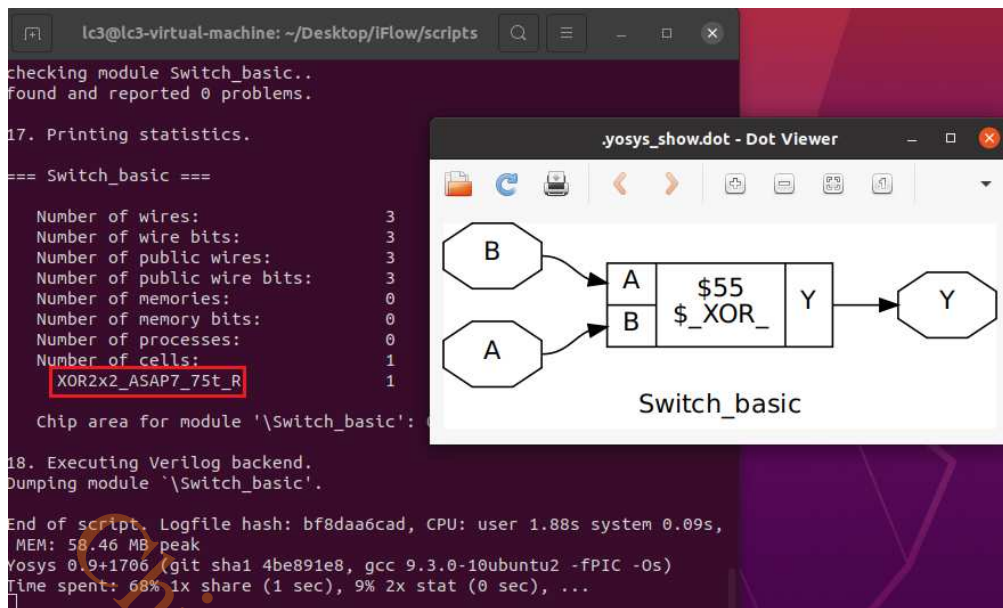 lc3@lc3-virtual-machine: ~/Desktop/iFlow/scripts
checking module Switch_basic..
found and reported 0 problems.
17. Printing statistics.
=== Switch_basic ===
Number of wires: 3
Number of wire bits: 3
Number of public wires: 3
Number of public wire bits: 3
Number of memories: 0
Number of memory bits: 0
Number of processes: 0
Number of cells: 1
XOR2x2_ASAP7_75t_R 1
Chip area for module '\Switch_basic':
18. Executing Verilog backend.
Dumping module `\Switch_basic'.
End of script. Logfile hash: bf8daa6cad, CPU: user 1.88s system 0.09s,
MEM: 58.46 MB peak
Yosys 0.9+1706 (git sha1 4be891e8, gcc 9.3.0-10ubuntu2 -fPIC -Os)
Time spent: 68% 1x share (1 sec), 9% 2x stat (0 sec), ...
.yosys_show.dot - Dot Viewer
B
A
A
B
$55
$_XOR_
Y
Y
Switch_basic